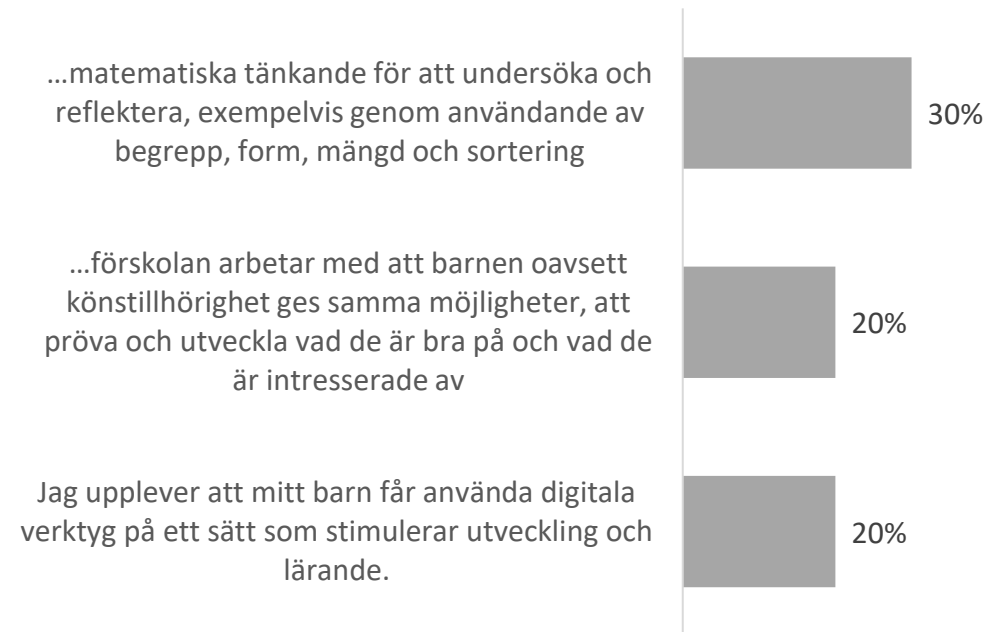 …matematiska tänkande för att undersöka och
reflektera, exempelvis genom användande av
begrepp, form, mängd och sortering
30%
…förskolan arbetar med att barnen oavsett
könstillhörighet ges samma möjligheter, att
pröva och utveckla vad de är bra på och vad de
är intresserade av
20%
Jag upplever att mitt barn får använda digitala
verktyg på ett sätt som stimulerar utveckling och
lärande.
20%